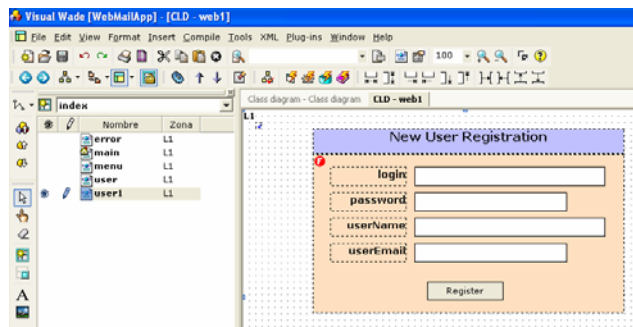 Visual Wade [WebMailApp] - [CLD - web1]
File Edit View Format Insert Compile Tools XML Plug-ins Window Help
100
index
Class diagram - Class diagram CLD - web1
Nombre Zona
error L1
main L1
menu L1
user L1
user1 L1
L1
New User Registration
r
login:
password:
userName:
userEmail:
Register
A